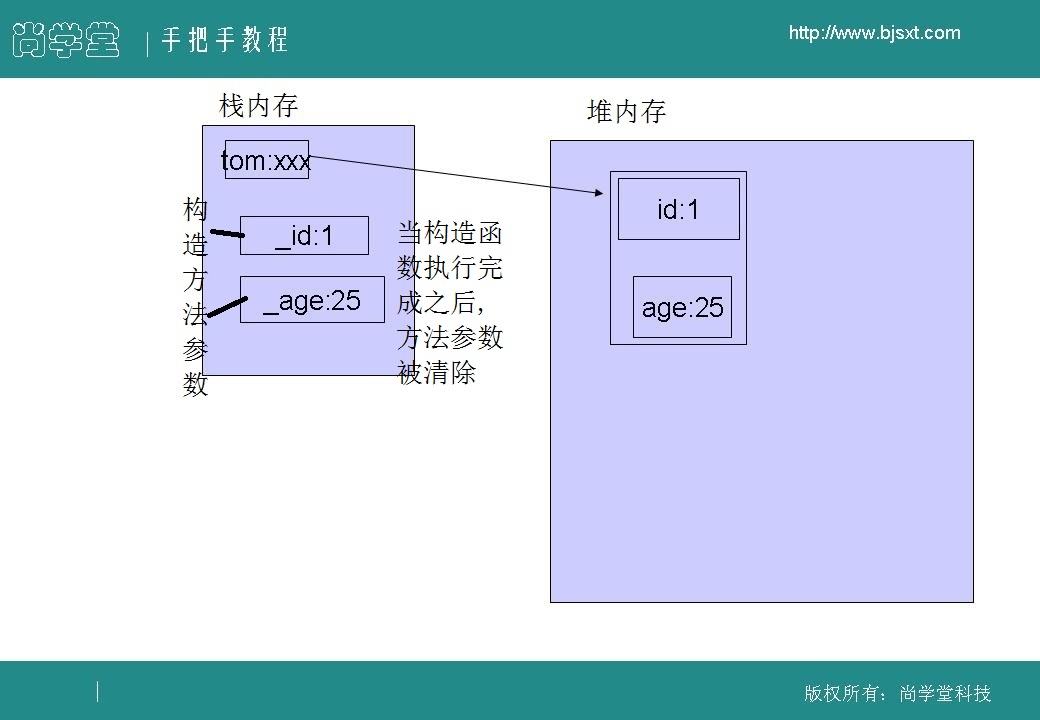 尚学堂
手把手教程
http://www.bjsxt.com
栈内存
堆内存
tom:xxx
构
造
方
法
参
数
_id:1
_age:25
当构造函
数执行完
成之后,
方法参数
被清除
id:1
age:25
版权所有：尚学堂科技